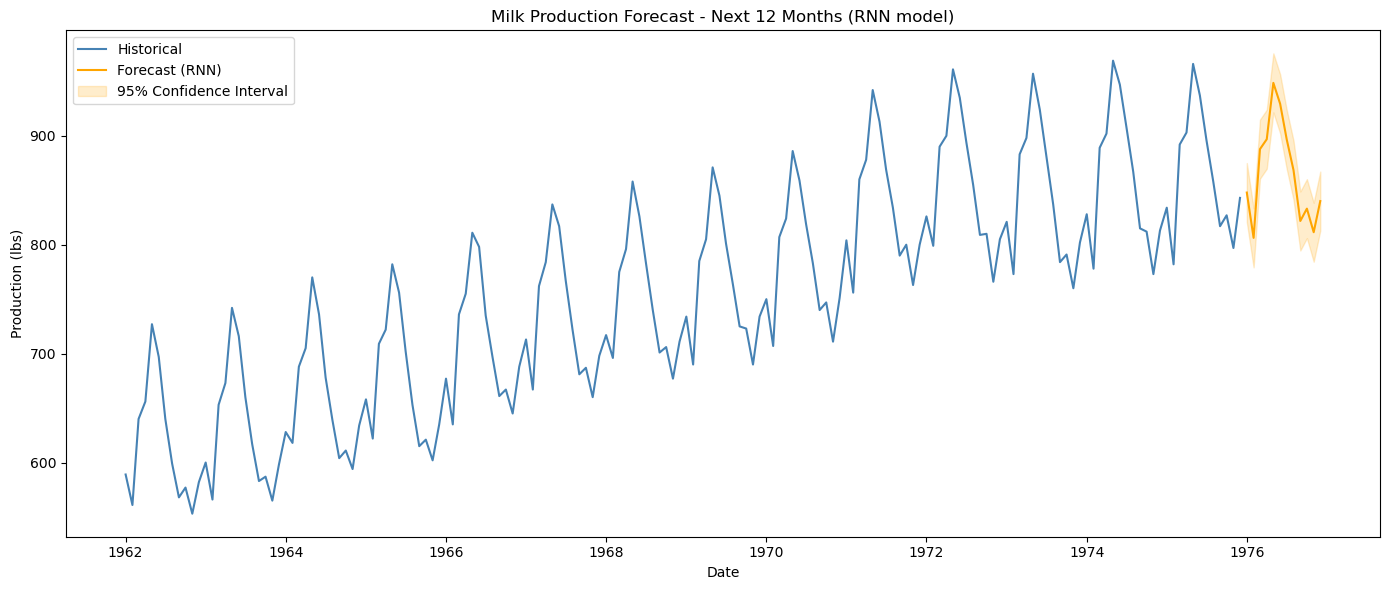 Milk Production Forecast - Next 12 Months (RNN model)
Historical
Forecast (RNN)
95% Confidence Interval
Production (lbs)
900
800
700
600
1962 1964 1966 1968 1970 1972 1974 1976
Date